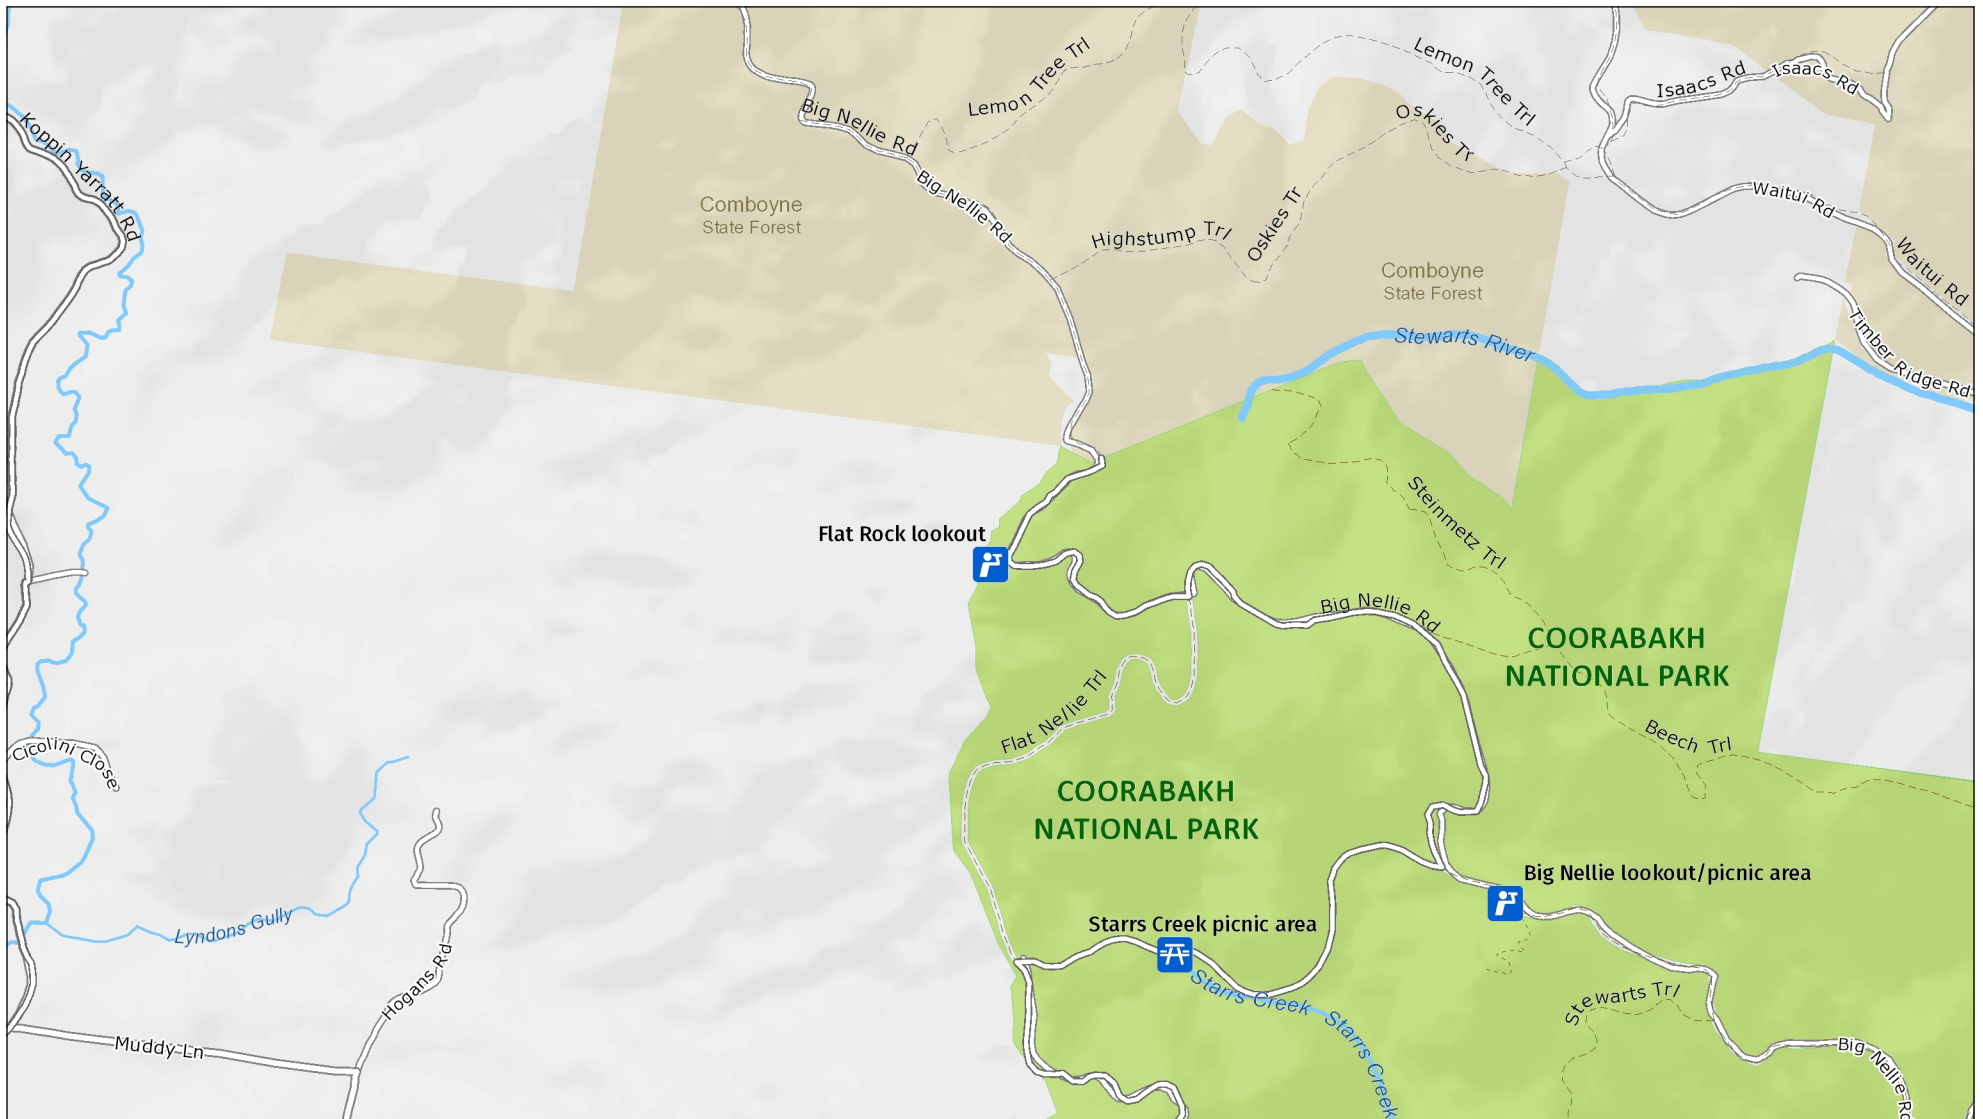 Lemon Tree Trl
Lemon Tree Trl
Isaacs Rd
Isaacs Rd
Big Nellie Rd
Oskies Tr
Koppin Yarratt Rd
Big Nellie Rd
Comboyne
State Forest
Oskies Tr
Highstump Trl
Waitui Rd
Waitui Rd
Comboyne
State Forest
Stewarts River
Timber Ridge Rd
Flat Rock lookout
Steinmetz Trl
Big Nellie Rd
COORABAKH
NATIONAL PARK
Flat Nellie Trl
Beech Trl
Cicolini Close
COORABAKH
NATIONAL PARK
Big Nellie lookout/picnic area
Lyndons Gully
Starrs Creek picnic area
Hogans Rd
Starrs Creek
Starrs Creek
Stewarts Trl
Muddy Ln
Big Nellie Rd